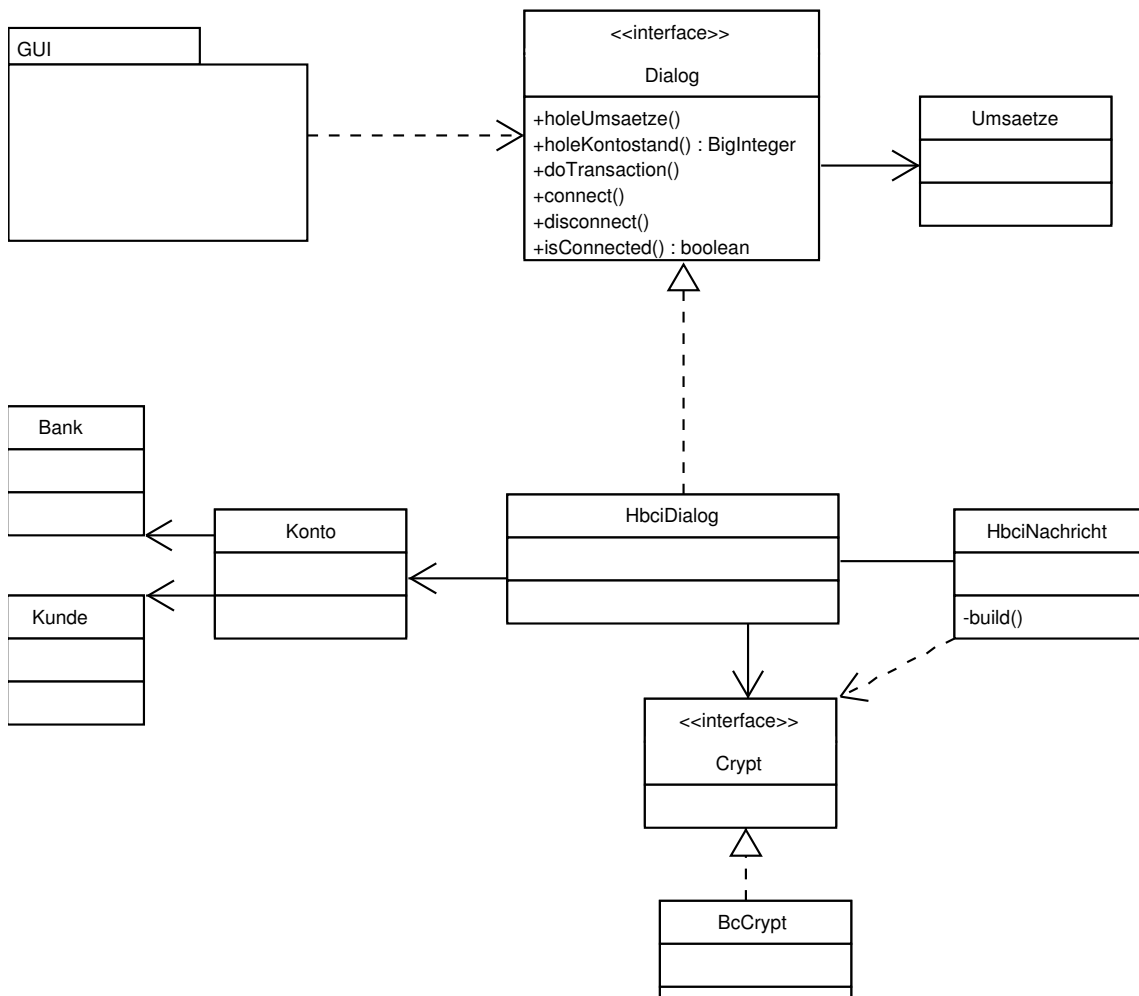 <<interface>>
GUI
Dialog
+holeUmsaetze()
+holeKontostand() : BigInteger
+doTransaction()
+connect()
+disconnect()
+isConnected() : boolean
Umsaetze
Bank
HbciDialog
HbciNachricht
Konto
Kunde
-build()
<<interface>>
Crypt
BcCrypt